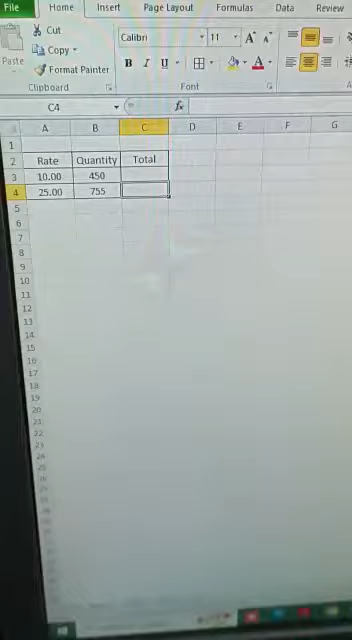 File Home Insert Page Layout Formulas Data Review
Cut
Copy
Paste
Format Painter
Calibri 11 A A
B I U A
Clipboard Font
C4 fx
A B C D E F G
1
2 Rate Quantity Total
3 10.00 450
4 25.00 755
5
6
7
8
9
10
11
12
13
14
15
16
17
18
19
20
21
22
23
24
25